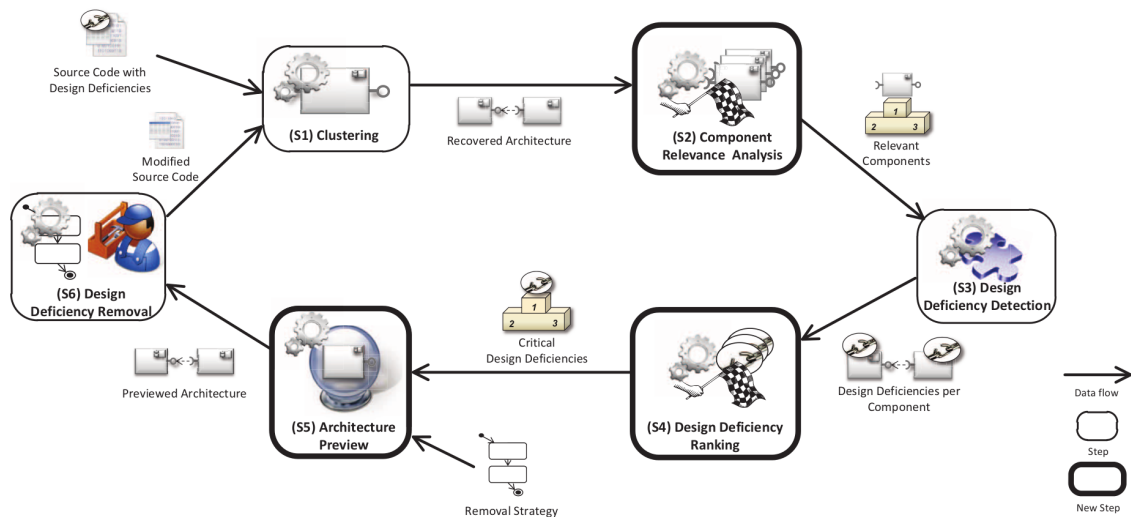 Source Code with
Design Deficiencies
(S1) Clustering
Recovered Architecture
(S2) Component
Relevance Analysis
1
2 3
Relevant
Components
Modified
Source Code
(S6) Design
Deficiency Removal
(S3) Design
Deficiency Detection
1
2 3
Critical
Design Deficiencies
Previewed Architecture
(S5) Architecture
Preview
(S4) Design Deficiency
Ranking
Design Deficiencies per
Component
Removal Strategy
Data flow
Step
New Step